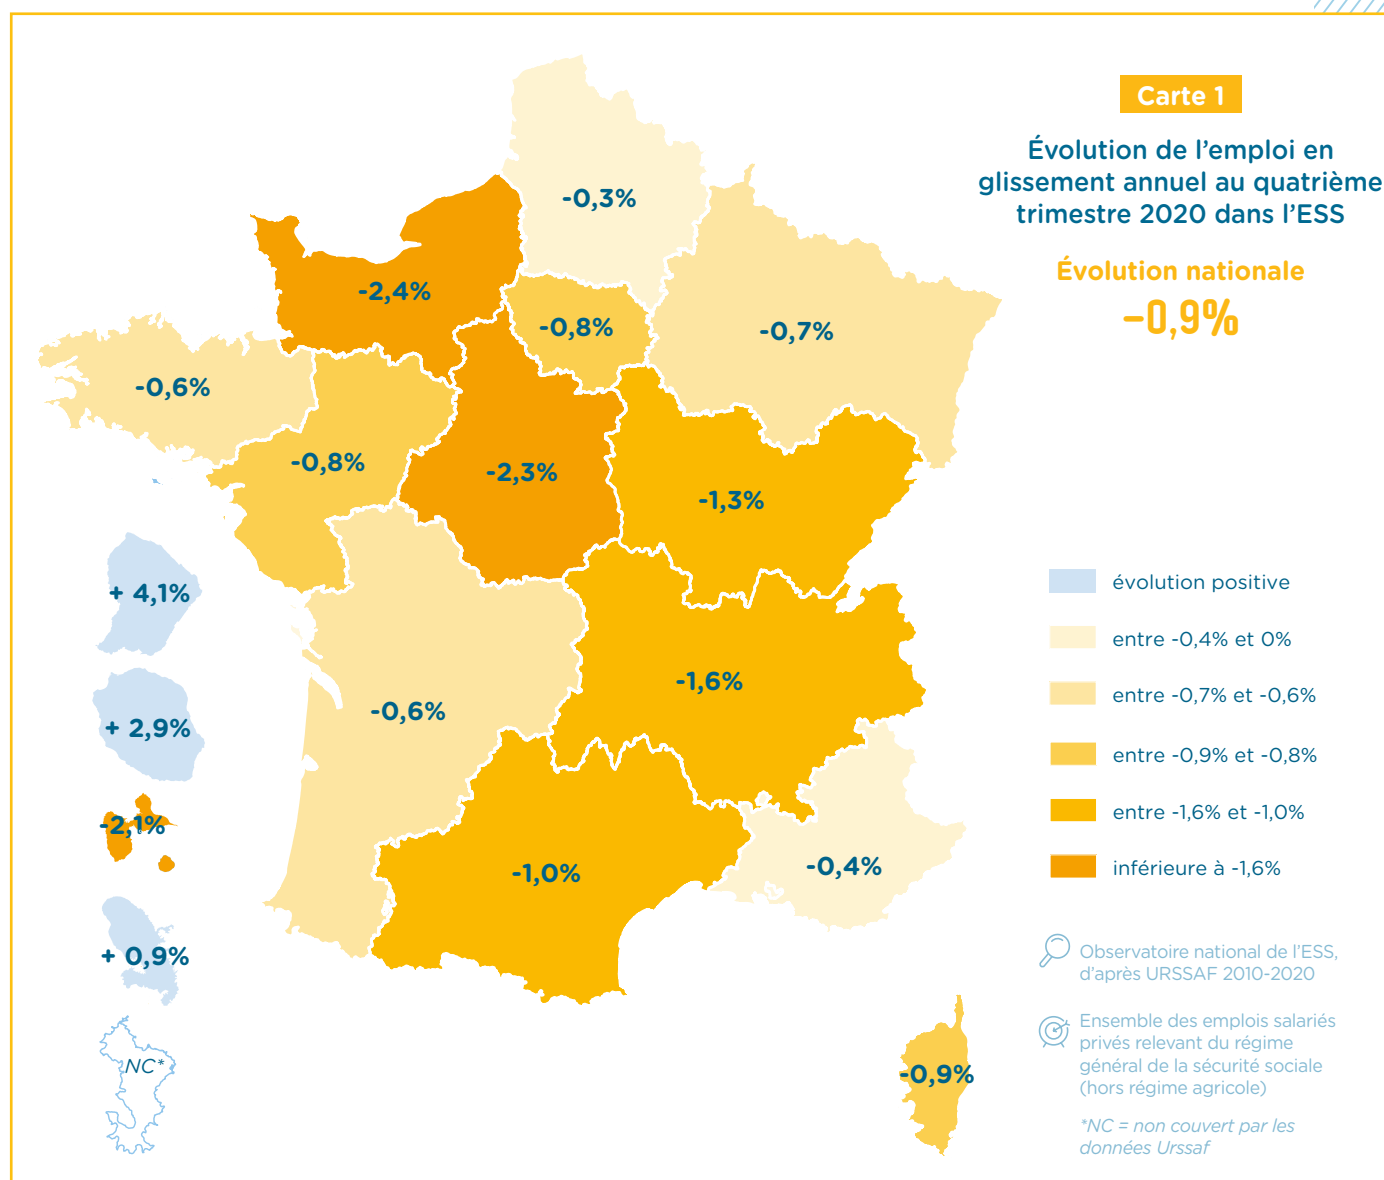 Carte 1
Évolution de l'emploi en
glissement annuel au quatrième
trimestre 2020 dans l'ESS
Évolution nationale
-0,9%
-0,3%
-2,4%
-0,8%
-0,7%
-0,6%
-0,8%
-2,3%
-1,3%
-1,6%
-0,6%
-1,0%
-0,4%
-0,9%
+ 4,1%
+ 2,9%
-2,1%
+ 0,9%
NC*
évolution positive
entre -0,4% et 0%
entre -0,7% et -0,6%
entre -0,9% et -0,8%
entre -1,6% et -1,0%
inférieure à -1,6%
Observatoire national de l'ESS,
d'après URSSAF 2010-2020
Ensemble des emplois salariés
privés relevant du régime
général de la sécurité sociale
(hors régime agricole)
*NC = non couvert par les
données Urssaf